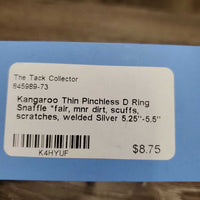 The Tack Collector
845989-73
Kangaroo Thin Pinchless D Ring
Snaffle *fair, mnr dirt, scuffs,
scratches, welded Silver 5.25"-5.5"
K4HYUF
$8.75